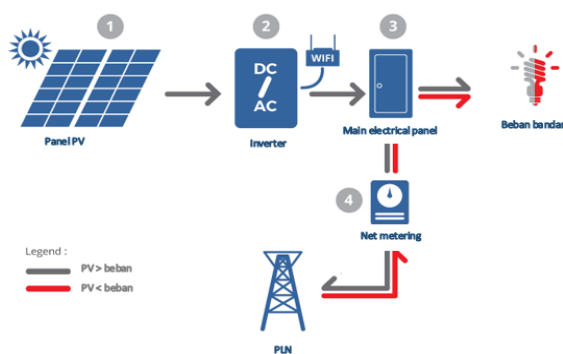 1
2
3
WIFI
DC
AC
Panel PV
Inverter
Main electrical panel
Beban bandar
4
Net metering
Legend :
PV > beban
PV < beban
PLN